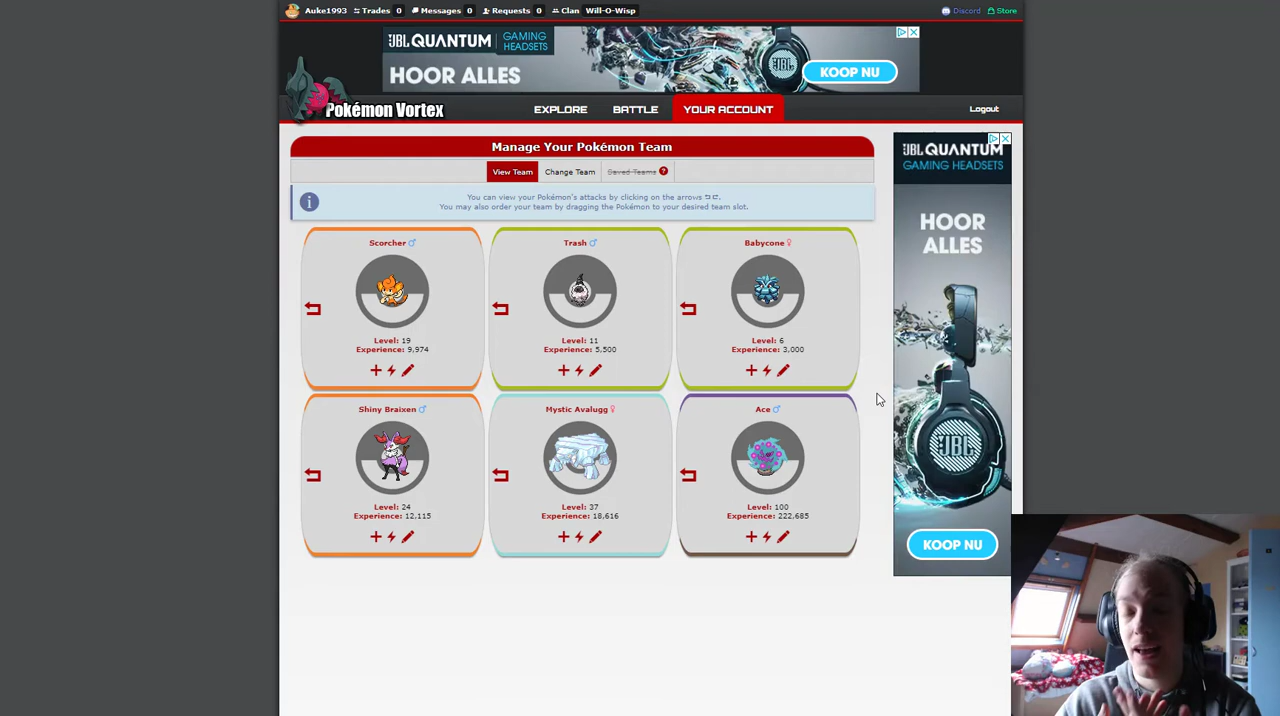 Auke1993 Trades 0 Messages 0 Requests 0 Clan Will-O-Wisp Discord Store
JBL QUANTUM GAMING HEADSETS
HOOR ALLES
KOOP NU
JBL
Pokémon Vortex
EXPLORE BATTLE YOUR ACCOUNT Logout
Manage Your Pokémon Team
View Team Change Team Saved Teams ?
You can view your Pokémon's attacks by clicking on the arrows.
You may also order your team by dragging the Pokémon to your desired team slot.
Scorcher ♂
Level: 19
Experience: 9,974
Trash ♂
Level: 11
Experience: 5,500
Babycone ♀
Level: 6
Experience: 3,000
Shiny Braixen ♂
Level: 24
Experience: 12,115
Mystic Avalugg ♀
Level: 37
Experience: 18,616
Ace ♂
Level: 100
Experience: 222,685
JBL QUANTUM
GAMING HEADSETS
HOOR
ALLES
JBL
KOOP NU